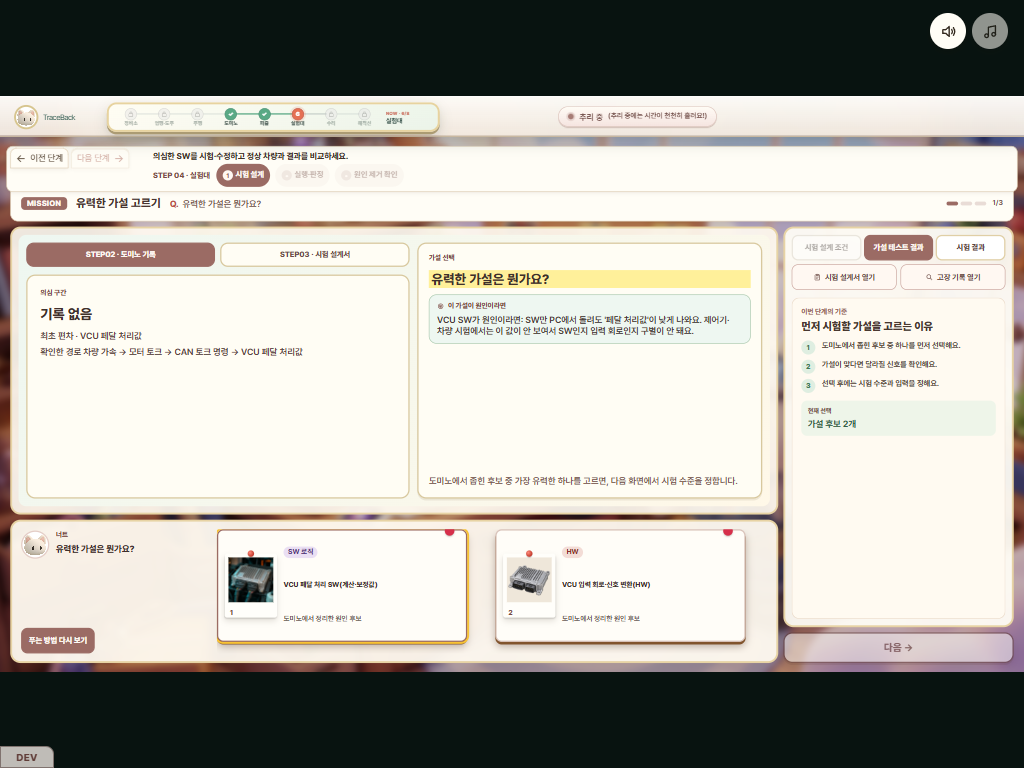 TraceBack
도미노
실험대
NOW · 6/8
실험대
추리 중 (추리 중에는 시간이 천천히 흘러요!)
← 이전 단계
다음 단계 →
의심한 SW를 시험·수정하고 정상 차량과 결과를 비교하세요.
STEP 04 · 실험대
1 시험 설계
실행·판정
원인 제거 확인
MISSION 유력한 가설 고르기 Q. 유력한 가설은 뭔가요?
1/3
STEP02 · 도미노 기록
STEP03 · 시험 설계서
의심 구간
기록 없음
최초 편차 · VCU 페달 처리값
확인한 경로 차량 가속 → 모터 토크 → CAN 토크 명령 → VCU 페달 처리값
가설 선택
유력한 가설은 뭔가요?
이 가설이 원인이라면
VCU SW가 원인이라면: SW만 PC에서 돌려도 '페달 처리값'이 낮게 나와요. 제어기·
차량 시험에서는 이 값이 안 보여서 SW인지 입력 회로인지 구별이 안 돼요.
도미노에서 좁힌 후보 중 가장 유력한 하나를 고르면, 다음 화면에서 시험 수준을 정합니다.
시험 설계 조건
가설 테스트 결과
시험 결과
시험 설계서 열기
고장 기록 열기
이번 단계의 기준
먼저 시험할 가설을 고르는 이유
1 도미노에서 좁힌 후보 중 하나를 먼저 선택해요.
2 가설이 맞다면 달라질 신호를 확인해요.
3 선택 후에는 시험 수준과 입력을 정해요.
현재 선택
가설 후보 2개
너트
유력한 가설은 뭔가요?
푸는 방법 다시 보기
SW 로직
VCU 페달 처리 SW(계산·보정값)
1
도미노에서 정리한 원인 후보
HW
VCU 입력 회로·신호 변환(HW)
2
도미노에서 정리한 원인 후보
다음 →
DEV